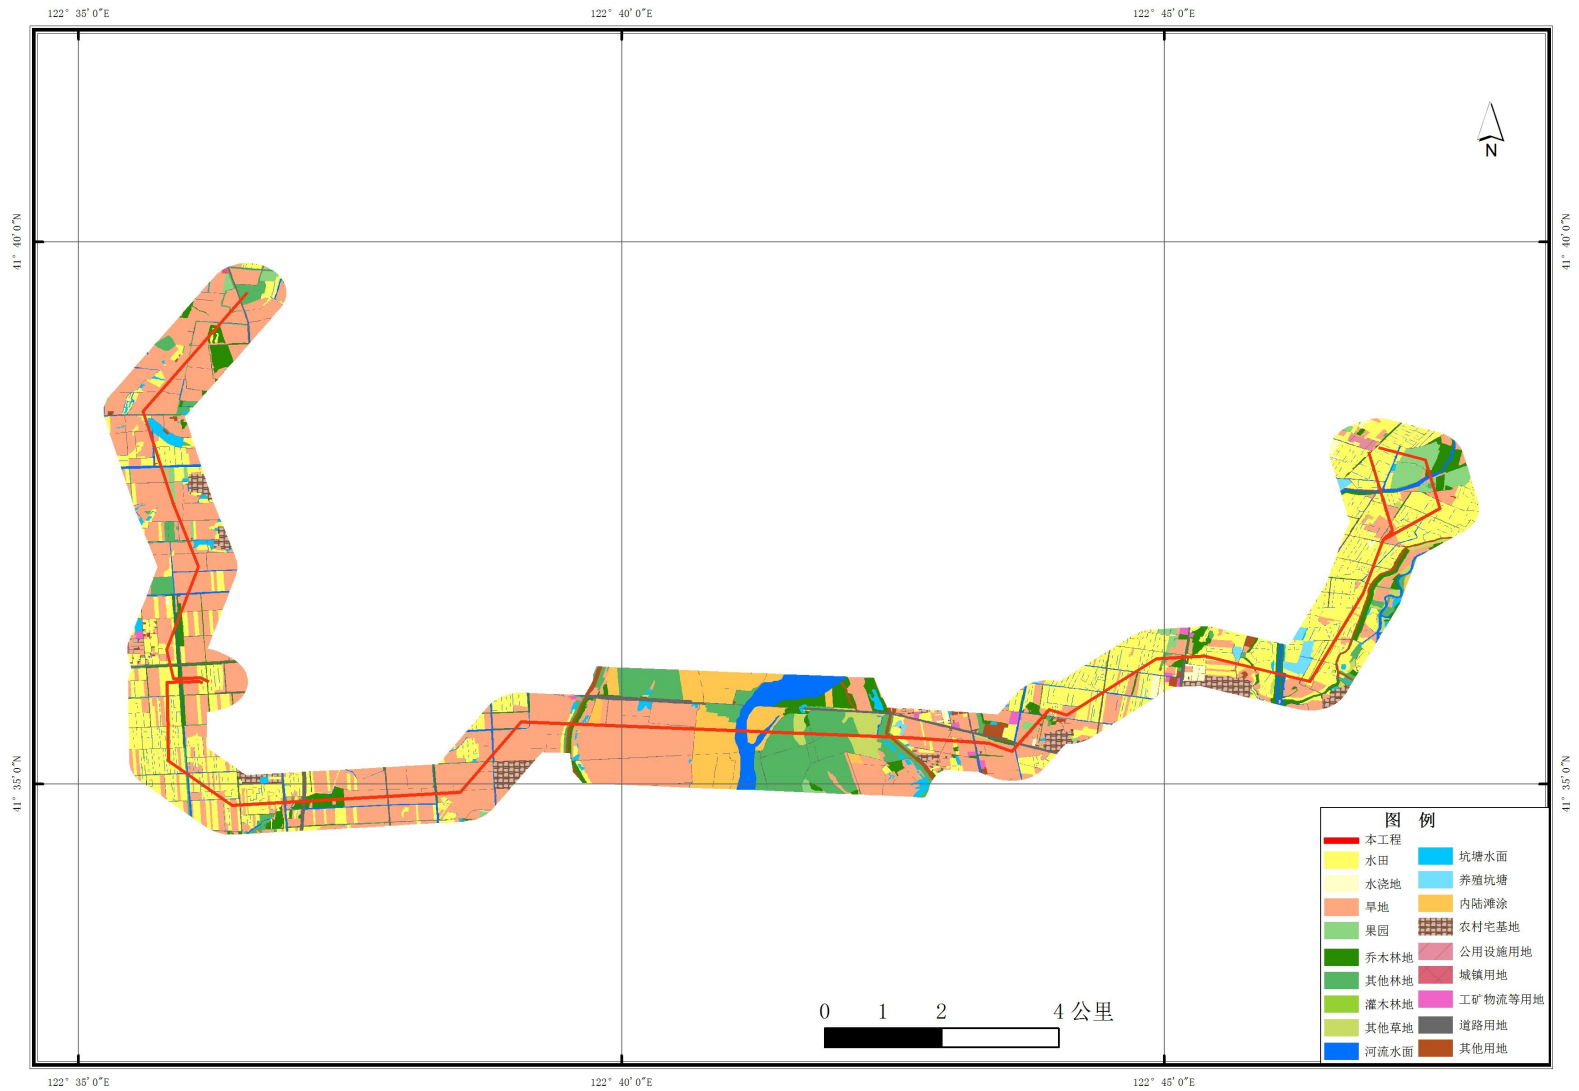 122° 35′ 0″E
122° 40′ 0″E
122° 45′ 0″E
41° 40′ 0″N
41° 40′ 0″N
N
41° 35′ 0″N
41° 35′ 0″N
图 例
本工程
水田
水浇地
旱地
果园
乔木林地
其他林地
灌木林地
其他草地
河流水面
坑塘水面
养殖坑塘
内陆滩涂
农村宅基地
公用设施用地
城镇用地
工矿物流等用地
道路用地
其他用地
0 1 2 4 公里
122° 35′ 0″E
122° 40′ 0″E
122° 45′ 0″E